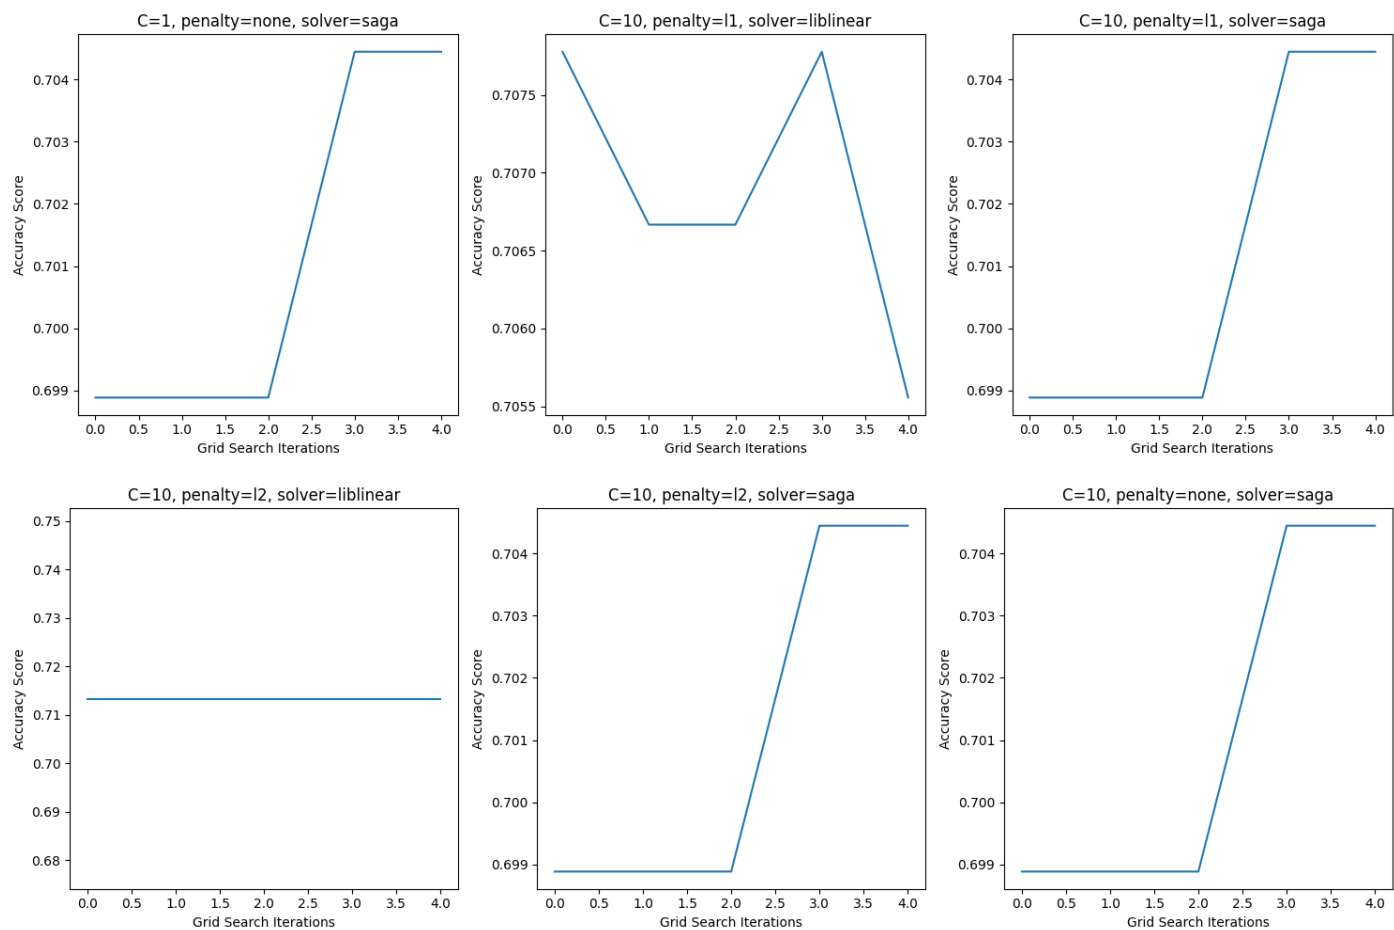 C=1, penalty=none, solver=saga
Accuracy Score
0.704
0.703
0.702
0.701
0.700
0.699
0.0 0.5 1.0 1.5 2.0 2.5 3.0 3.5 4.0
Grid Search Iterations
C=10, penalty=l1, solver=liblinear
Accuracy Score
0.7075
0.7070
0.7065
0.7060
0.7055
0.0 0.5 1.0 1.5 2.0 2.5 3.0 3.5 4.0
Grid Search Iterations
C=10, penalty=l1, solver=saga
Accuracy Score
0.704
0.703
0.702
0.701
0.700
0.699
0.0 0.5 1.0 1.5 2.0 2.5 3.0 3.5 4.0
Grid Search Iterations
C=10, penalty=l2, solver=liblinear
Accuracy Score
0.75
0.74
0.73
0.72
0.71
0.70
0.69
0.68
0.0 0.5 1.0 1.5 2.0 2.5 3.0 3.5 4.0
Grid Search Iterations
C=10, penalty=l2, solver=saga
Accuracy Score
0.704
0.703
0.702
0.701
0.700
0.699
0.0 0.5 1.0 1.5 2.0 2.5 3.0 3.5 4.0
Grid Search Iterations
C=10, penalty=none, solver=saga
Accuracy Score
0.704
0.703
0.702
0.701
0.700
0.699
0.0 0.5 1.0 1.5 2.0 2.5 3.0 3.5 4.0
Grid Search Iterations